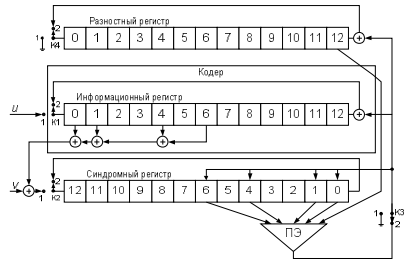 Разностный регистр
2
1
К4
0 1 2 3 4 5 6 7 8 9 10 11 12
Кодер
Информационный регистр
U
2
1 К1
0 1 2 3 4 5 6 7 8 9 10 11 12
Синдромный регистр
V
2
1 К2
12 11 10 9 8 7 6 5 4 3 2 1 0
ПЭ
1
К3
2